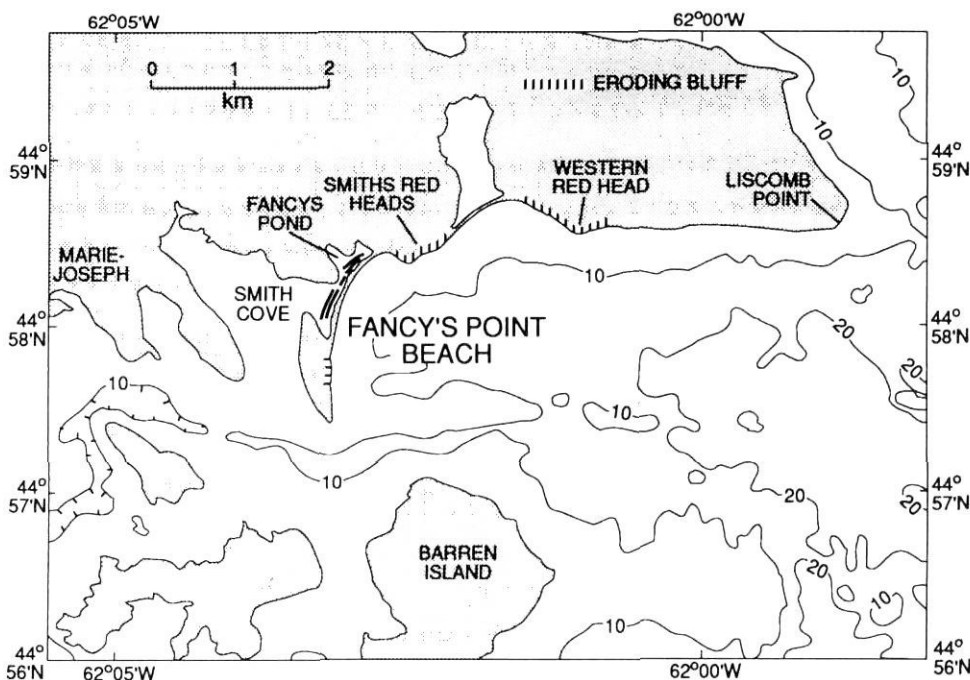 62°05'W
62°00'W
0 1 2
km
ERODING BLUFF
10
10
44°
59'N
44°
59'N
SMITHS RED
HEADS
WESTERN
RED HEAD
LISCOMB
POINT
FANCYS
POND
MARIE-
JOSEPH
SMITH
COVE
10
44°
58'N
44°
58'N
FANCY'S POINT
BEACH
20
20
10
10
10
20
44°
57'N
44°
57'N
20
BARREN
ISLAND
20
10
10
44°
56'N
44°
56'N
62°05'W
62°00'W